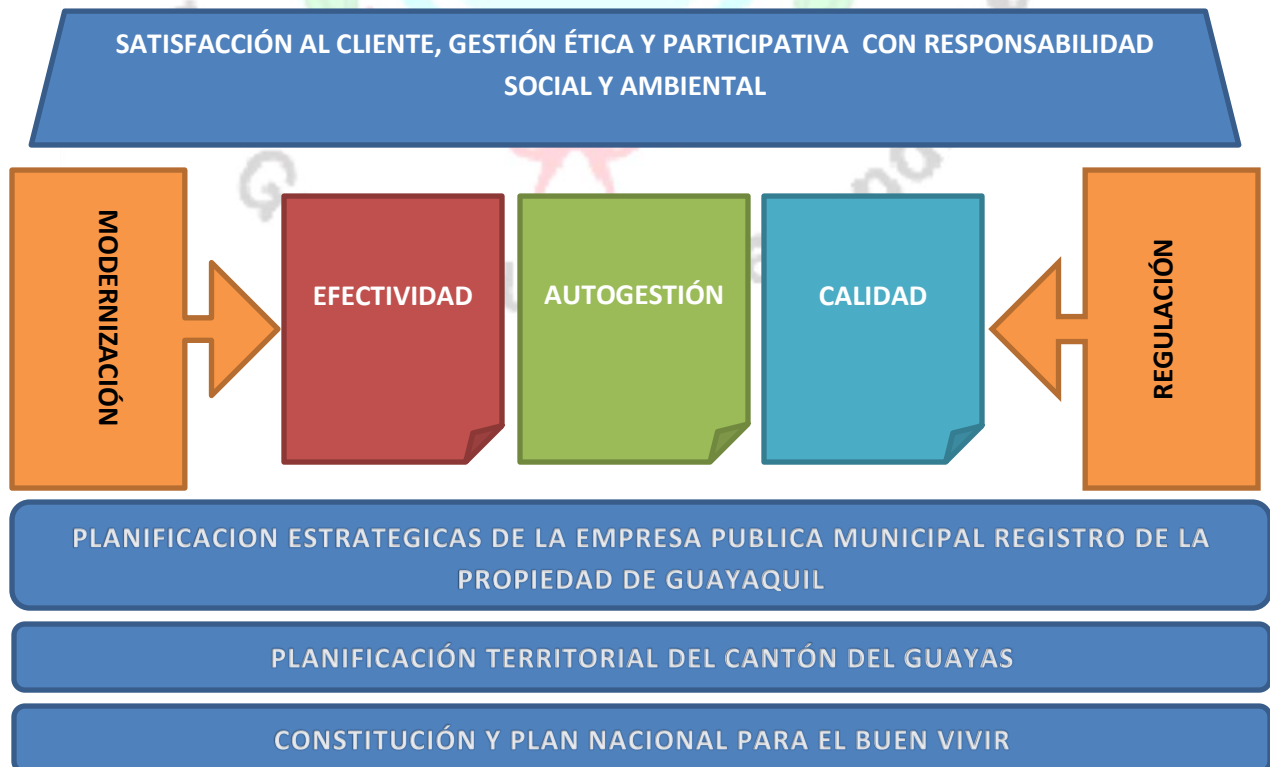 SATISFACCIÓN AL CLIENTE, GESTIÓN ÉTICA Y PARTICIPATIVA CON RESPONSABILIDAD
SOCIAL Y AMBIENTAL
MODERNIZACIÓN
EFECTIVIDAD
AUTOGESTIÓN
CALIDAD
REGULACIÓN
PLANIFICACION ESTRATEGICAS DE LA EMPRESA PUBLICA MUNICIPAL REGISTRO DE LA
PROPIEDAD DE GUAYAQUIL
PLANIFICACIÓN TERRITORIAL DEL CANTÓN DEL GUAYAS
CONSTITUCIÓN Y PLAN NACIONAL PARA EL BUEN VIVIR